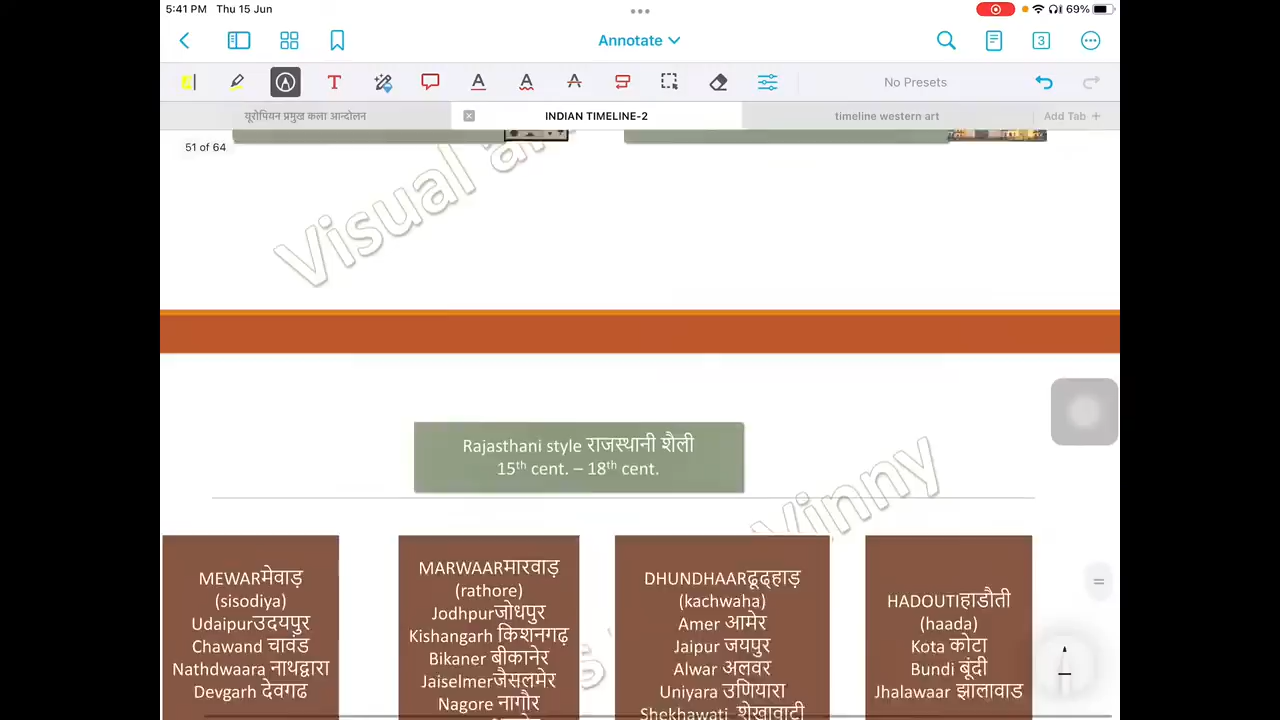 5:41 PM Thu 15 Jun
69%
Annotate
3
No Presets
यूरोपियन प्रमुख कला आन्दोलन
INDIAN TIMELINE-2
timeline western art
Add Tab +
51 of 64
Visual
Rajasthani style राजस्थानी शैली
15th cent. – 18th cent.
Vinny
MEWARमेवाड़
(sisodiya)
Udaipurउदयपुर
Chawand चावंड
Nathdwaara नाथद्वारा
Devgarh देवगढ
MARWAARमारवाड़
(rathore)
Jodhpurजोधपुर
Kishangarh किशनगढ़
Bikaner बीकानेर
Jaiselmerजैसलमेर
Nagore नागौर
DHUNDHAARढूढ्हाड़
(kachwaha)
Amer आमेर
Jaipur जयपुर
Alwar अलवर
Uniyara उणियारा
Shekhawati शेखावाटी
HADOUTIहाडौती
(haada)
Kota कोटा
Bundi बूंदी
Jhalawaar झालावाड